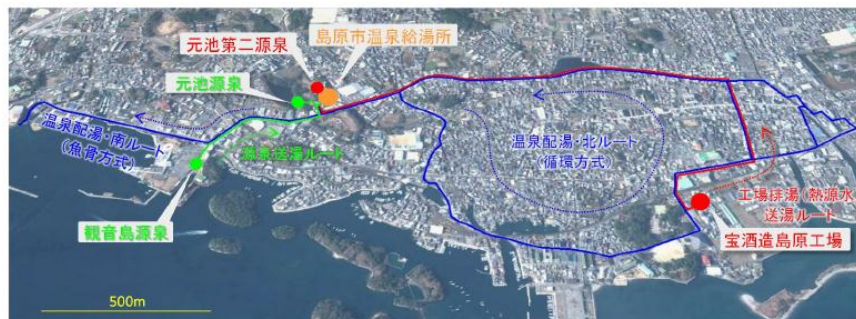 元池第二源泉
島原市温泉給湯所
元池源泉
温泉配湯・南ルート
(魚骨方式)
源泉送湯ルート
観音島源泉
温泉配湯・北ルート
(循環方式)
工場排湯(熱源水)
送湯ルート
宝酒造島原工場
500m